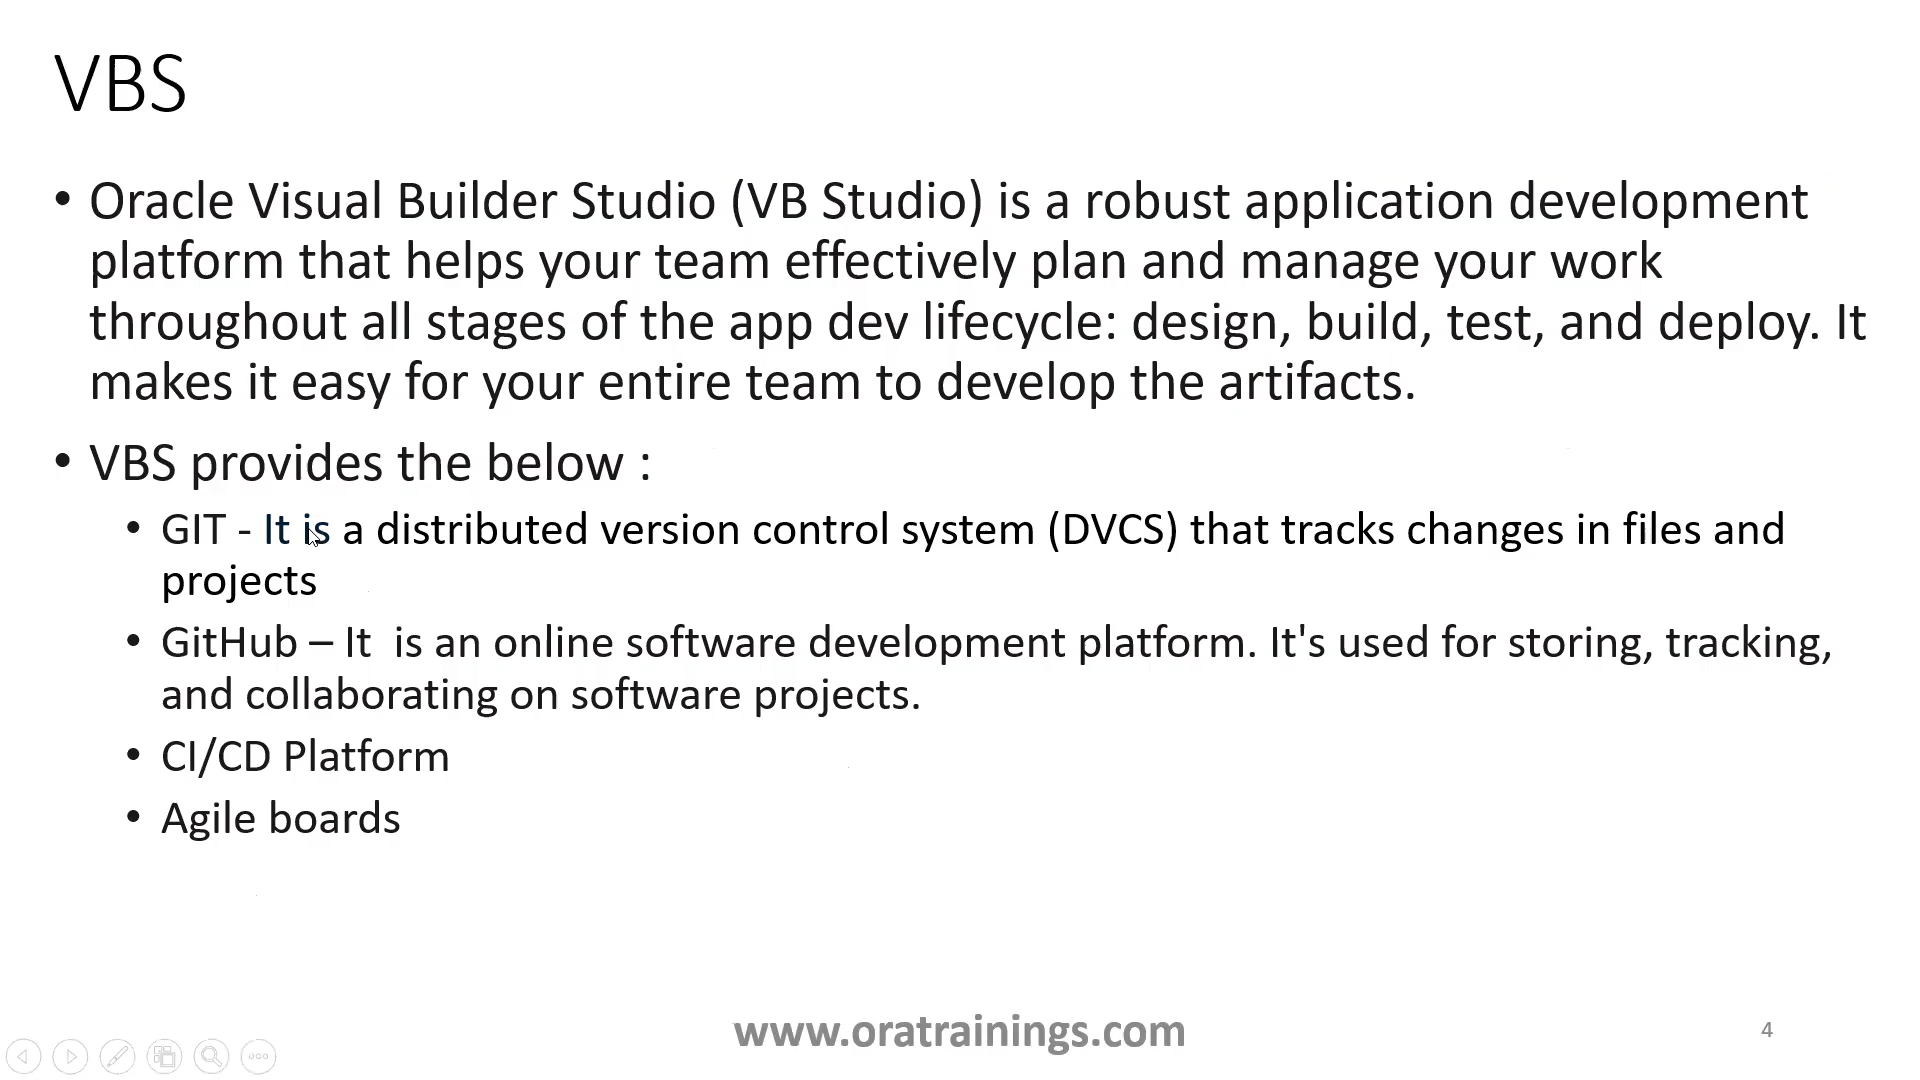 VBS
• Oracle Visual Builder Studio (VB Studio) is a robust application development
platform that helps your team effectively plan and manage your work
throughout all stages of the app dev lifecycle: design, build, test, and deploy. It
makes it easy for your entire team to develop the artifacts.
• VBS provides the below :
• GIT - It is a distributed version control system (DVCS) that tracks changes in files and
projects
• GitHub – It  is an online software development platform. It's used for storing, tracking,
and collaborating on software projects.
• CI/CD Platform
• Agile boards
www.oratrainings.com
4